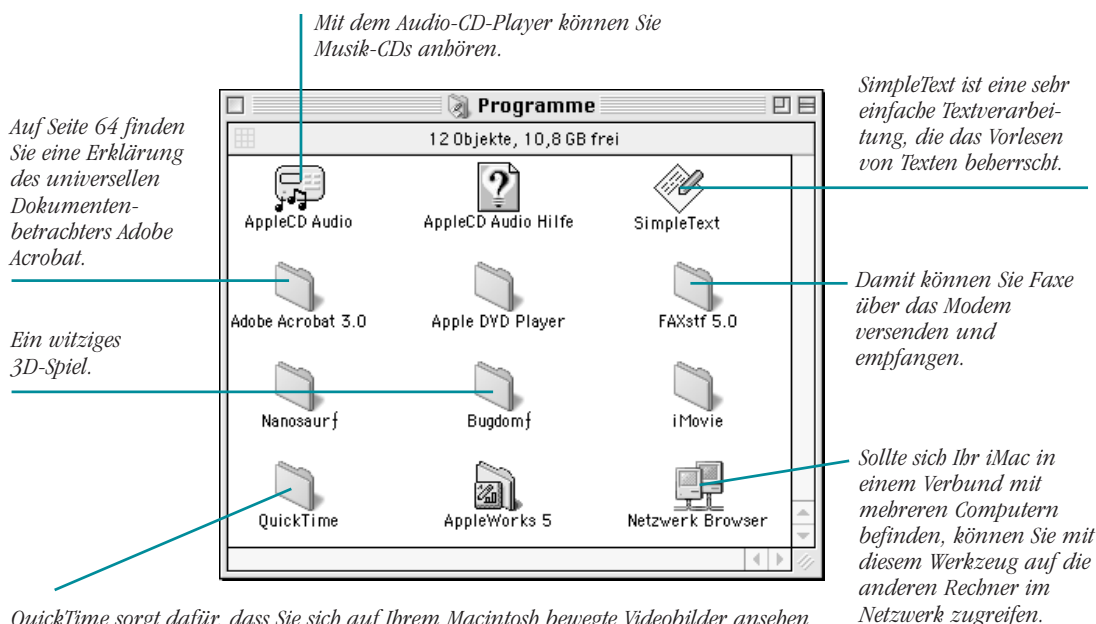 Mit dem Audio-CD-Player können Sie
Musik-CDs anhören.
SimpleText ist eine sehr
einfache Textverarbei-
tung, die das Vorlesen
von Texten beherrscht.
Auf Seite 64 finden
Sie eine Erklärung
des universellen
Dokumenten-
betrachters Adobe
Acrobat.
Programme
12 Objekte, 10,8 GB frei
AppleCD Audio
AppleCD Audio Hilfe
SimpleText
Adobe Acrobat 3.0
Apple DVD Player
FAXstf 5.0
Damit können Sie Faxe
über das Modem
versenden und
empfangen.
Ein witziges
3D-Spiel.
Nanosaur ƒ
Bugdom ƒ
iMovie
QuickTime
AppleWorks 5
Netzwerk Browser
Sollte sich Ihr iMac in
einem Verbund mit
mehreren Computern
befinden, können Sie mit
diesem Werkzeug auf die
anderen Rechner im
Netzwerk zugreifen.
QuickTime sorgt dafür, dass Sie sich auf Ihrem Macintosh bewegte Videobilder ansehen